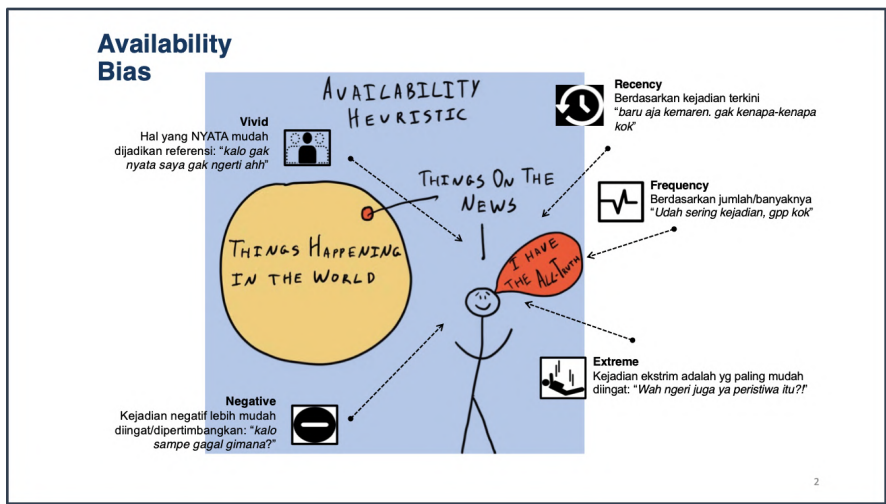 Availability
Bias
AVAILABILITY
HEURISTIC
Vivid
Hal yang NYATA mudah
dijadikan referensi: “kalo gak
nyata saya gak ngerti ahh”
THINGS ON THE
NEWS
THINGS HAPPENING
IN THE WORLD
I HAVE
THE ALL-TRUTH
Recency
Berdasarkan kejadian terkini
“baru aja kemaren. gak kenapa-kenapa
kok”
Frequency
Berdasarkan jumlah/banyaknya
“Udah sering kejadian, gpp kok”
Extreme
Kejadian ekstrim adalah yg paling mudah
diingat: “Wah ngeri juga ya peristiwa itu?!”
Negative
Kejadian negatif lebih mudah
diingat/dipertimbangkan: “kalo
sampe gagal gimana?”
2